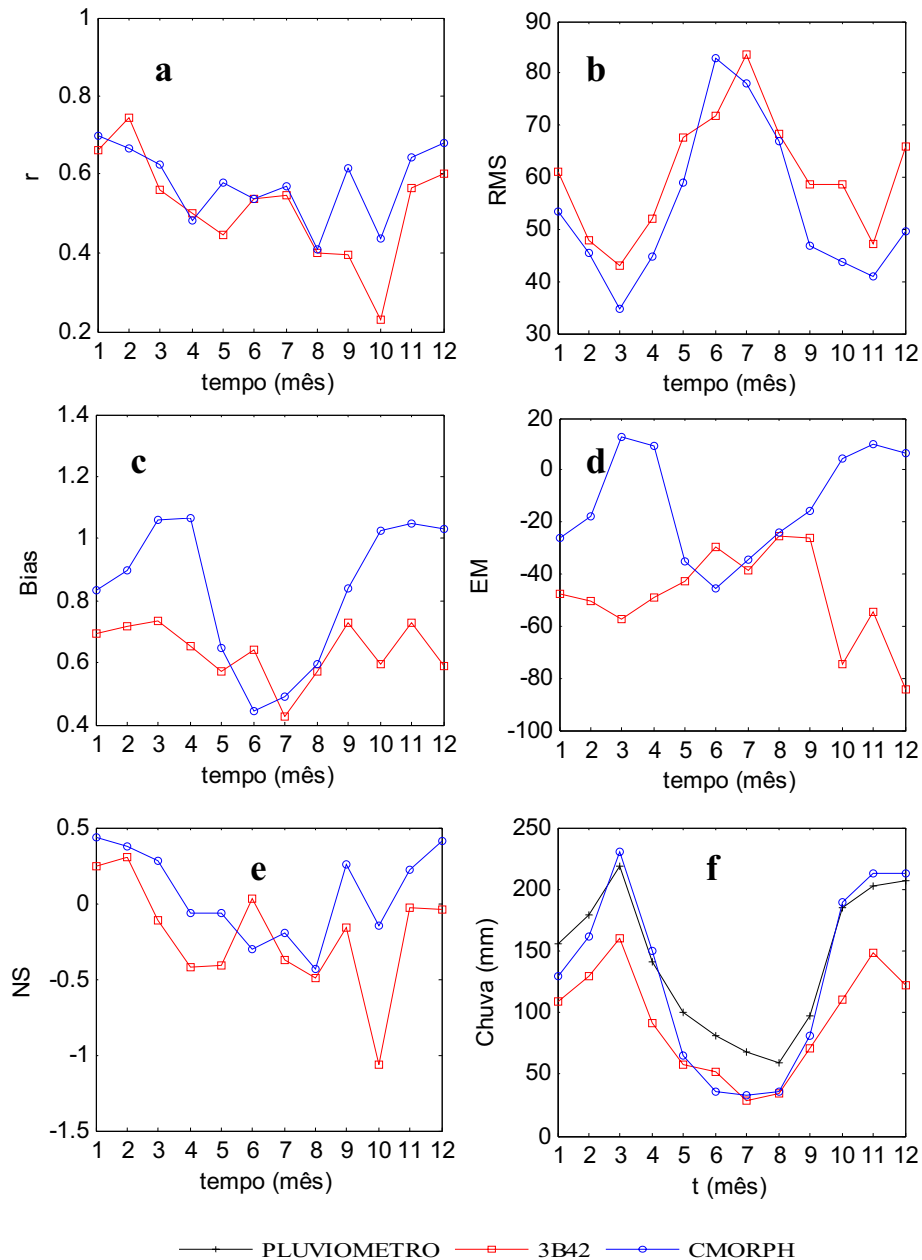 a
1
0.8
0.6
0.4
0.2
r
1 2 3 4 5 6 7 8 9 10 11 12
tempo (mês)
b
90
80
70
60
50
40
30
RMS
1 2 3 4 5 6 7 8 9 10 11 12
tempo (mês)
c
1.4
1.2
1
0.8
0.6
0.4
Bias
1 2 3 4 5 6 7 8 9 10 11 12
tempo (mês)
d
20
0
-20
-40
-60
-80
-100
EM
1 2 3 4 5 6 7 8 9 10 11 12
tempo (mês)
e
0.5
0
-0.5
-1
-1.5
NS
1 2 3 4 5 6 7 8 9 10 11 12
tempo (mês)
f
250
200
150
100
50
0
Chuva (mm)
1 2 3 4 5 6 7 8 9 10 11 12
t (mês)
PLUVIOMETRO 3B42 CMORPH